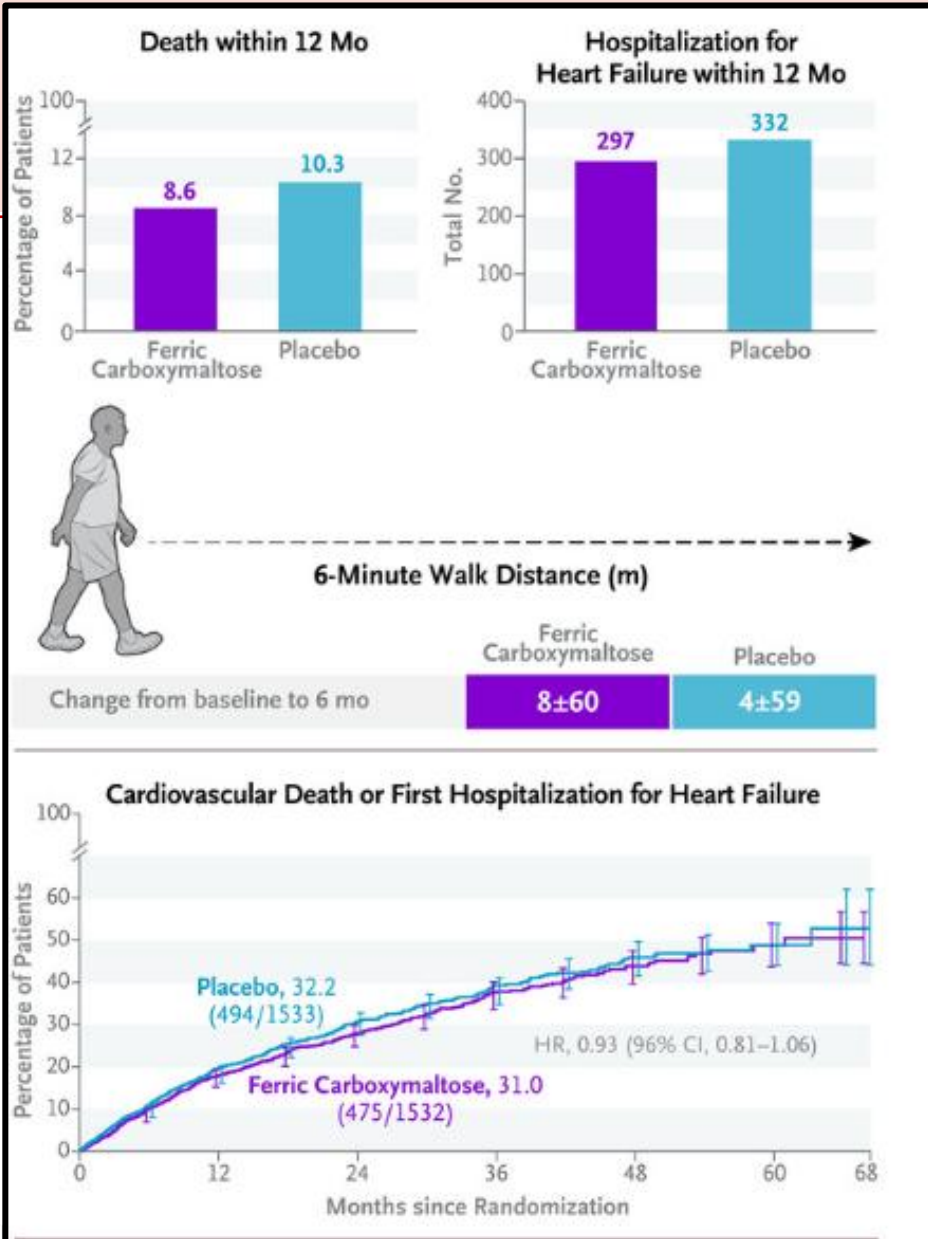 Death within 12 Mo
Percentage of Patients
100
12
8
4
0
8.6
10.3
Ferric
Carboxymaltose
Placebo
Hospitalization for
Heart Failure within 12 Mo
Total No.
400
300
200
100
0
297
332
Ferric
Carboxymaltose
Placebo
6-Minute Walk Distance (m)
Ferric
Carboxymaltose
Placebo
Change from baseline to 6 mo
8±60
4±59
Cardiovascular Death or First Hospitalization for Heart Failure
Percentage of Patients
100
60
50
40
30
20
10
0
Placebo, 32.2
(494/1533)
HR, 0.93 (96% CI, 0.81–1.06)
Ferric Carboxymaltose, 31.0
(475/1532)
0 12 24 36 48 60 68
Months since Randomization